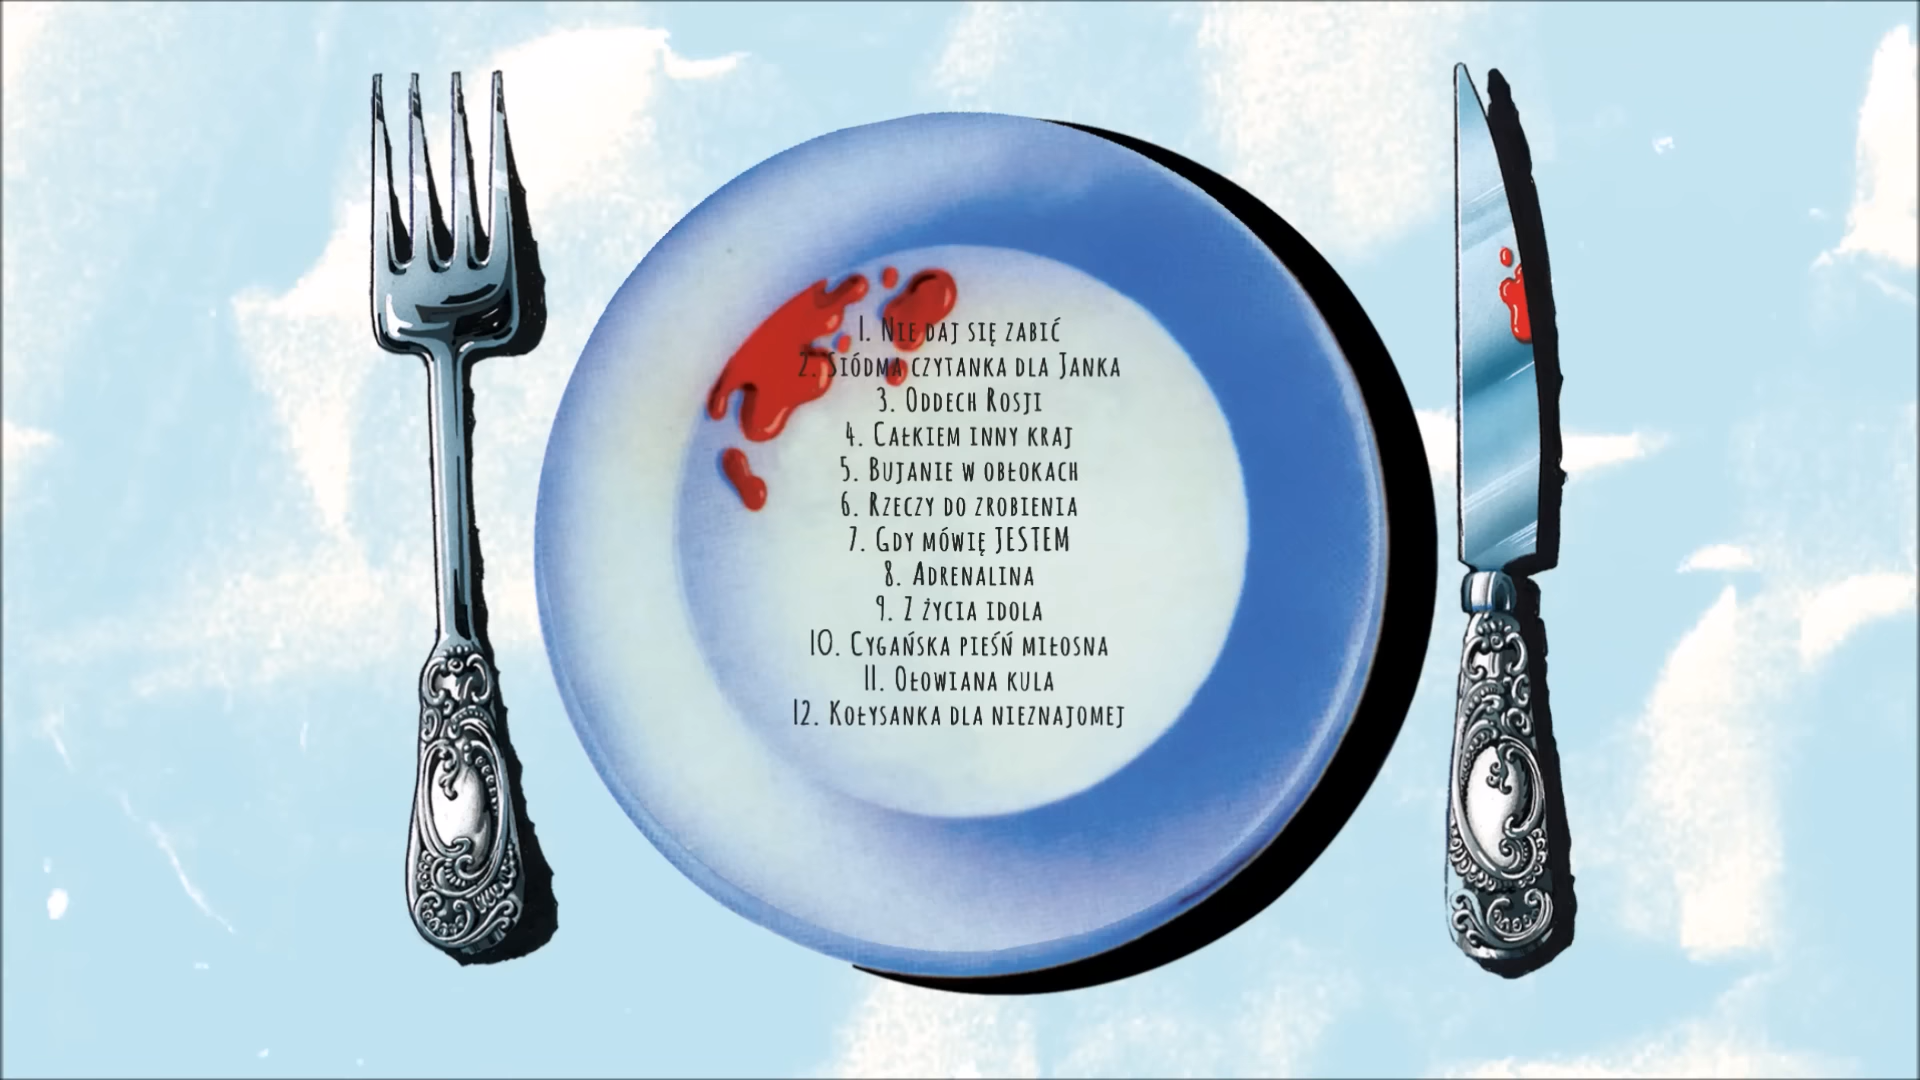 1. Nie daj się zabić
2. Siódma czytanka dla Janka
3. Oddech Rosji
4. Całkiem inny kraj
5. Bujanie w obłokach
6. Rzeczy do zrobienia
7. Gdy mówię JESTEM
8. Adrenalina
9. Z życia idola
10. Cygańska pieśń miłosna
11. Ołowiana kula
12. Kołysanka dla nieznajomej